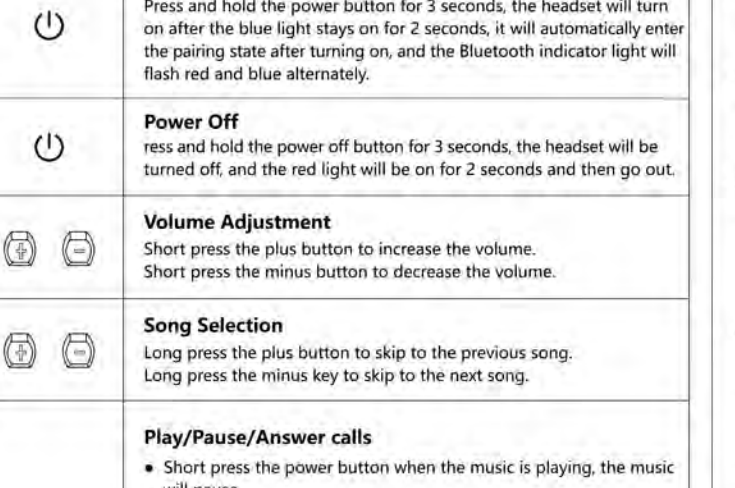 Press and hold the power button for 3 seconds, the headset will turn
on after the blue light stays on for 2 seconds, it will automatically enter
the pairing state after turning on, and the Bluetooth indicator light will
flash red and blue alternately.
Power Off
ress and hold the power off button for 3 seconds, the headset will be
turned off, and the red light will be on for 2 seconds and then go out.
Volume Adjustment
Short press the plus button to increase the volume.
Short press the minus button to decrease the volume.
Song Selection
Long press the plus button to skip to the previous song.
Long press the minus key to skip to the next song.
Play/Pause/Answer calls
• Short press the power button when the music is playing, the music
will pause